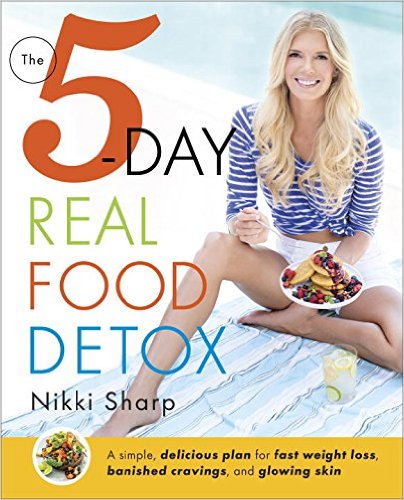 The
5
-DAY
REAL
FOOD
DETOX
Nikki Sharp
A simple, delicious plan for fast weight loss,
banished cravings, and glowing skin